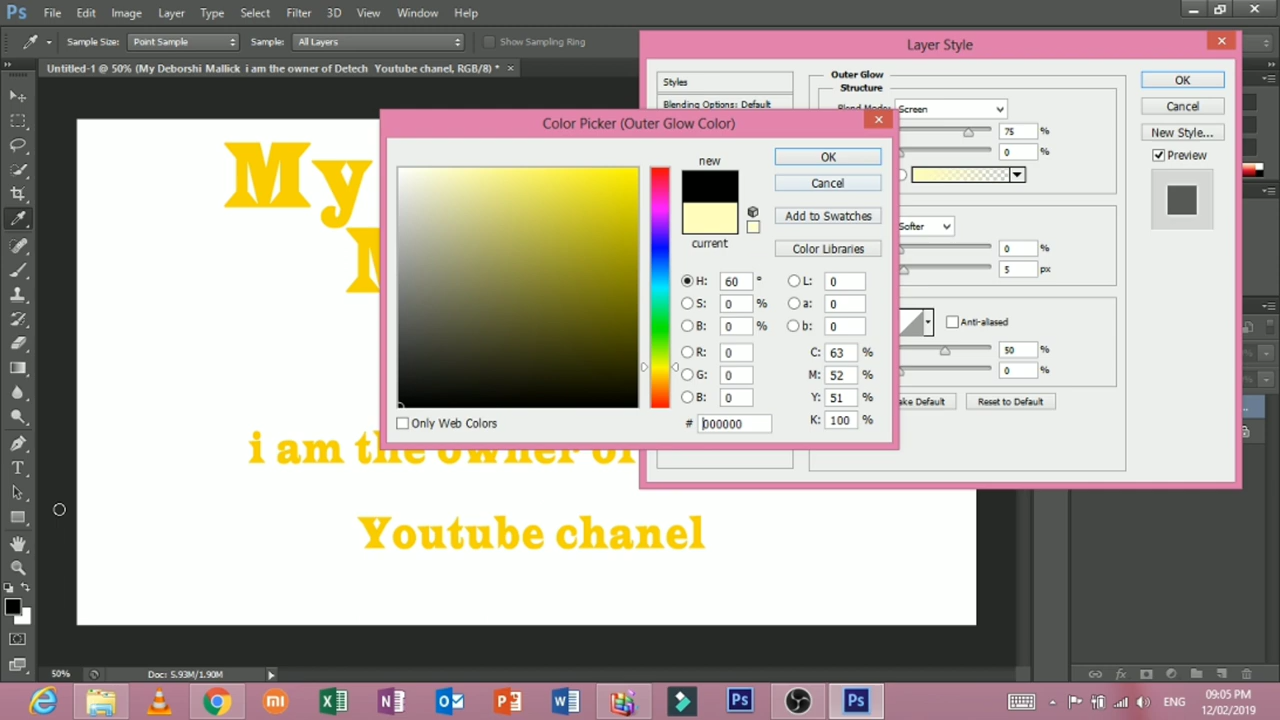 Ps File Edit Image Layer Type Select Filter 3D View Window Help
Sample Size: Point Sample Sample: All Layers Show Sampling Ring
Untitled-1 @ 50% (My Deborshi Mallick i am the owner of Detech Youtube chanel, RGB/8) * ×
Layer Style
Styles
Blending Options: Default
Outer Glow
Structure
Screen
75 %
0 %
OK
Cancel
New Style...
Preview
Softer
0 %
5 px
Anti-aliased
50 %
0 %
Reset to Default
Color Picker (Outer Glow Color)
new
current
OK
Cancel
Add to Swatches
Color Libraries
H: 60 ° L: 0
S: 0 % a: 0
B: 0 % b: 0
R: 0 C: 63 %
G: 0 M: 52 %
B: 0 Y: 51 %
K: 100 %
Only Web Colors # 000000
My
i am the owner of
Youtube chanel
50% Doc: 5.93M/1.90M
ENG
09:05 PM
12/02/2019